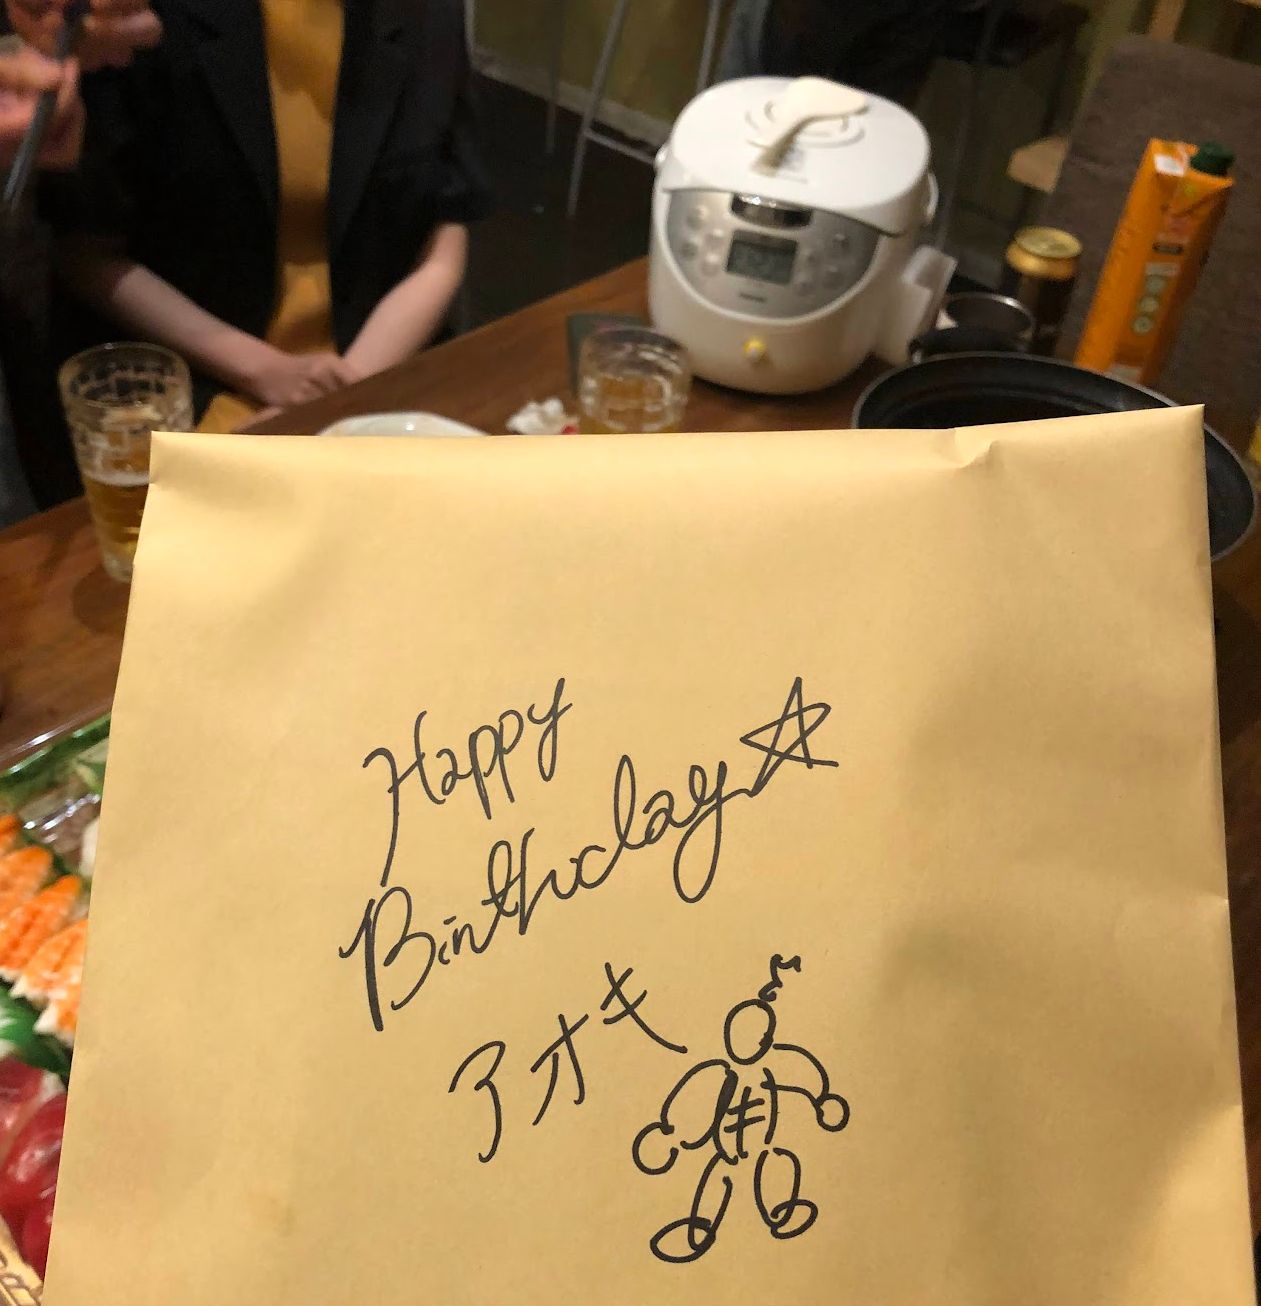 Happy
Birthday☆
アオキ